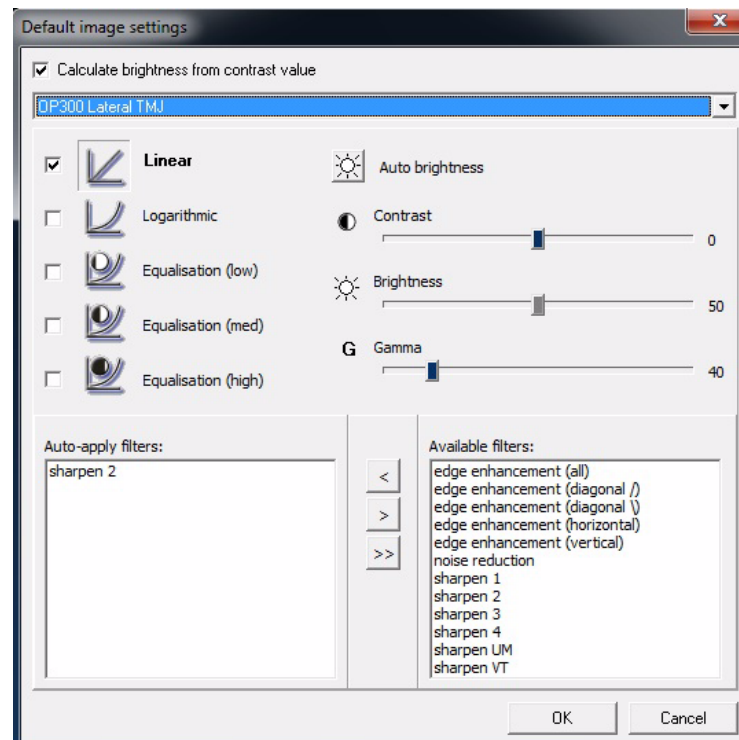 Default image settings
Calculate brightness from contrast value
OP300 Lateral TMJ
Linear
Logarithmic
Equalisation (low)
Equalisation (med)
Equalisation (high)
Auto brightness
Contrast
0
Brightness
50
G Gamma
40
Auto-apply filters:
sharpen 2
<
>
>>
Available filters:
edge enhancement (all)
edge enhancement (diagonal /)
edge enhancement (diagonal \)
edge enhancement (horizontal)
edge enhancement (vertical)
noise reduction
sharpen 1
sharpen 2
sharpen 3
sharpen 4
sharpen UM
sharpen VT
OK
Cancel